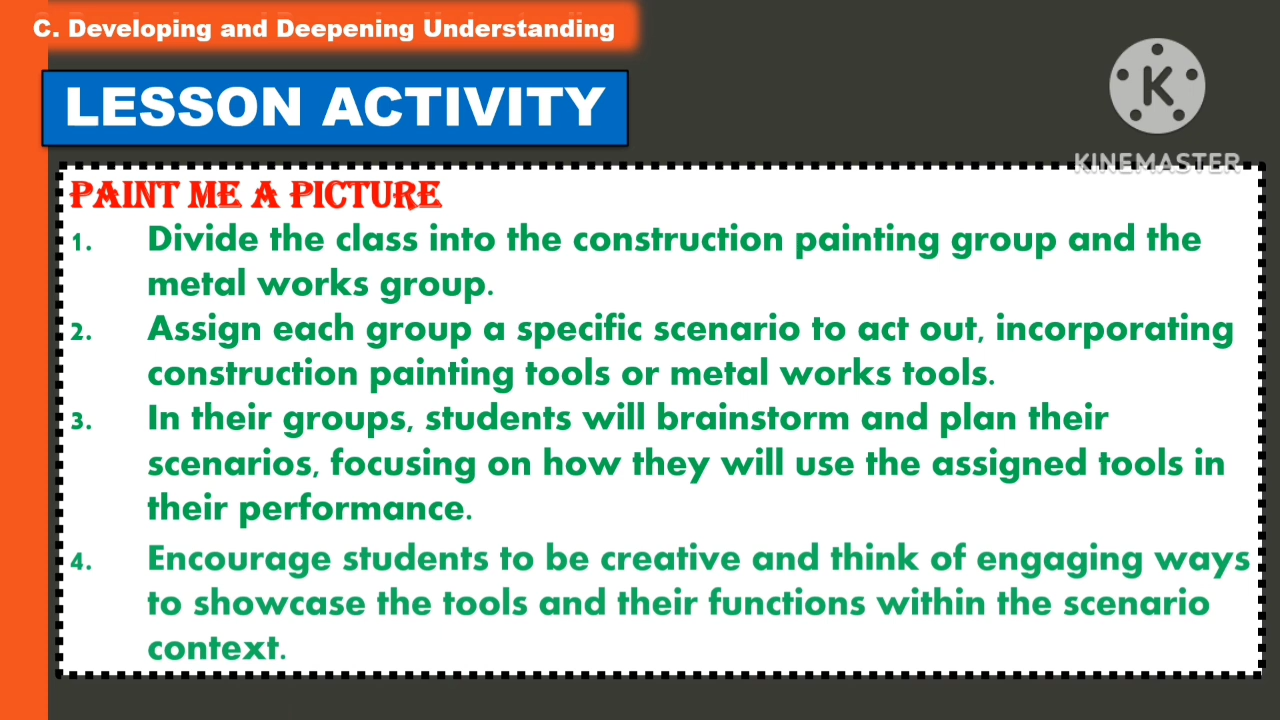 C. Developing and Deepening Understanding
LESSON ACTIVITY
K
KINEMASTER
PAINT ME A PICTURE
1. Divide the class into the construction painting group and the
metal works group.
2. Assign each group a specific scenario to act out, incorporating
construction painting tools or metal works tools.
3. In their groups, students will brainstorm and plan their
scenarios, focusing on how they will use the assigned tools in
their performance.
4. Encourage students to be creative and think of engaging ways
to showcase the tools and their functions within the scenario
context.